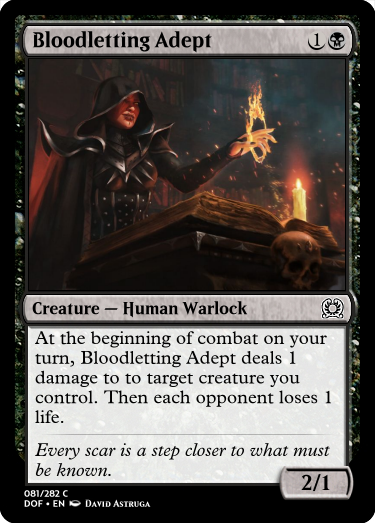 Bloodletting Adept 1
Creature — Human Warlock
At the beginning of combat on your
turn, Bloodletting Adept deals 1
damage to to target creature you
control. Then each opponent loses 1
life.
Every scar is a step closer to what must
be known.
2/1
081/282 C
DOF • EN David Astruga